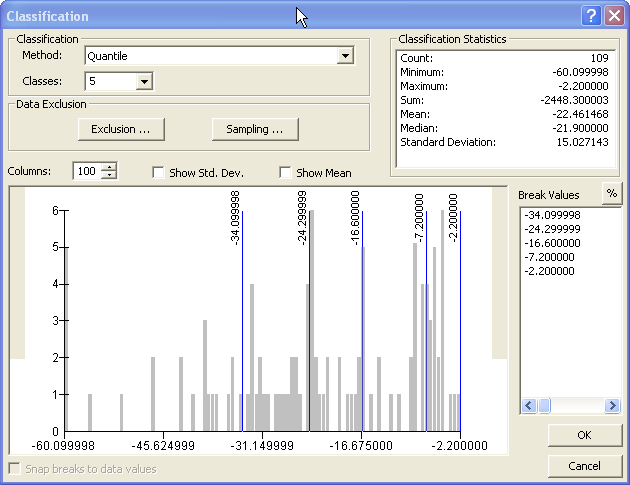 Classification
Classification
Method: Quantile
Classes: 5
Data Exclusion
Exclusion ...
Sampling ...
Classification Statistics
Count: 109
Minimum: -60.099998
Maximum: -2.200000
Sum: -2448.300003
Mean: -22.461468
Median: -21.900000
Standard Deviation: 15.027143
Columns: 100
Show Std. Dev.
Show Mean
Break Values
%
-34.099998
-24.299999
-16.600000
-7.200000
-2.200000
6
5
4
3
2
1
0
-34.099998
-24.299999
-16.600000
-7.200000
-2.200000
-60.099998
-45.624999
-31.149999
-16.675000
-2.200000
Snap breaks to data values
OK
Cancel